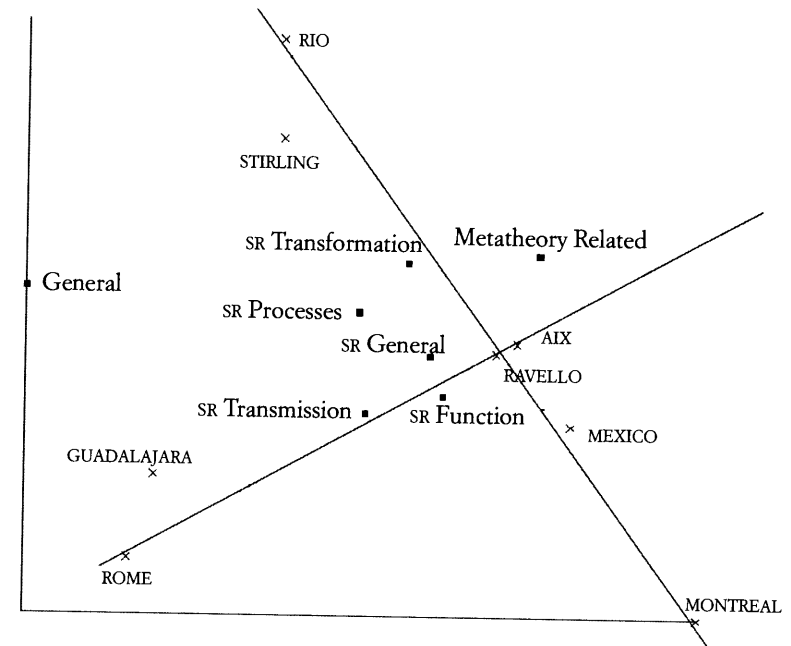 RIO
STIRLING
SR Transformation
Metatheory Related
General
SR Processes
SR General
AIX
RAVELLO
SR Transmission
SR Function
MEXICO
GUADALAJARA
ROME
MONTREAL